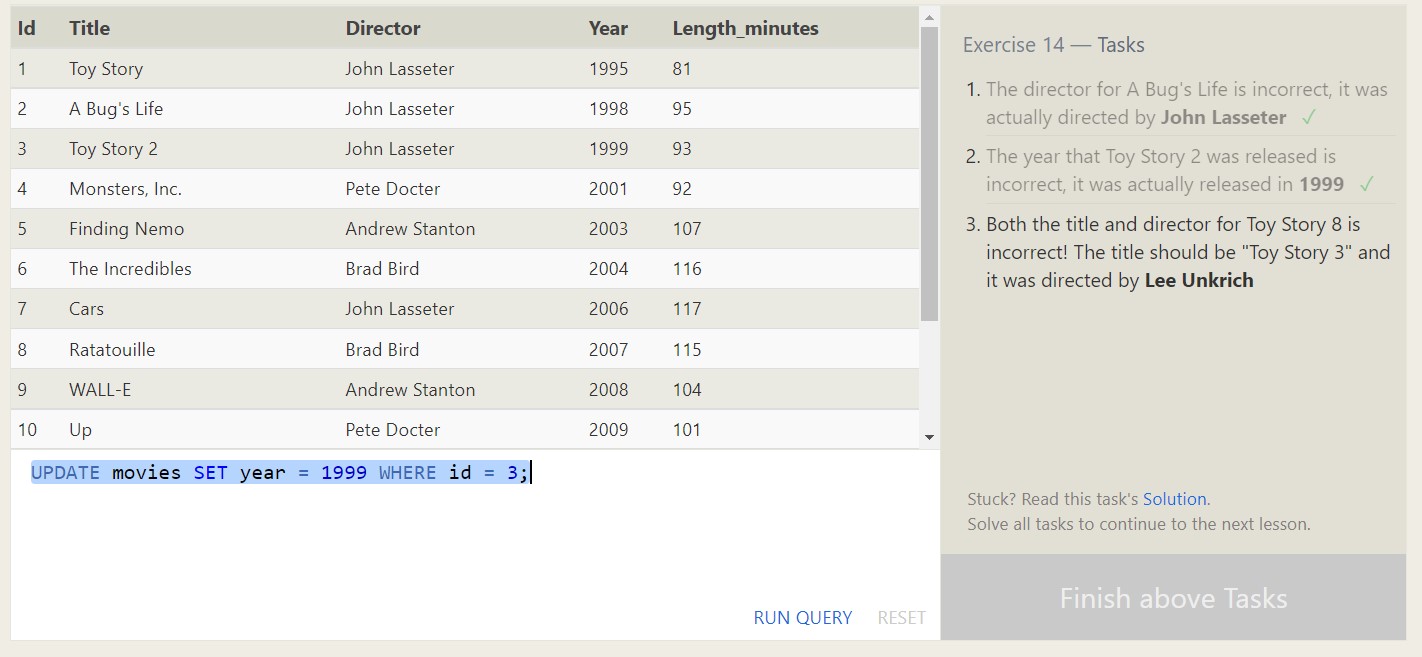 Id Title Director Year Length_minutes
1 Toy Story John Lasseter 1995 81
2 A Bug's Life John Lasseter 1998 95
3 Toy Story 2 John Lasseter 1999 93
4 Monsters, Inc. Pete Docter 2001 92
5 Finding Nemo Andrew Stanton 2003 107
6 The Incredibles Brad Bird 2004 116
7 Cars John Lasseter 2006 117
8 Ratatouille Brad Bird 2007 115
9 WALL-E Andrew Stanton 2008 104
10 Up Pete Docter 2009 101
UPDATE movies SET year = 1999 WHERE id = 3;
RUN QUERY RESET
Exercise 14 — Tasks
1. The director for A Bug's Life is incorrect, it was
actually directed by John Lasseter ✓
2. The year that Toy Story 2 was released is
incorrect, it was actually released in 1999 ✓
3. Both the title and director for Toy Story 8 is
incorrect! The title should be "Toy Story 3" and
it was directed by Lee Unkrich
Stuck? Read this task's Solution.
Solve all tasks to continue to the next lesson.
Finish above Tasks